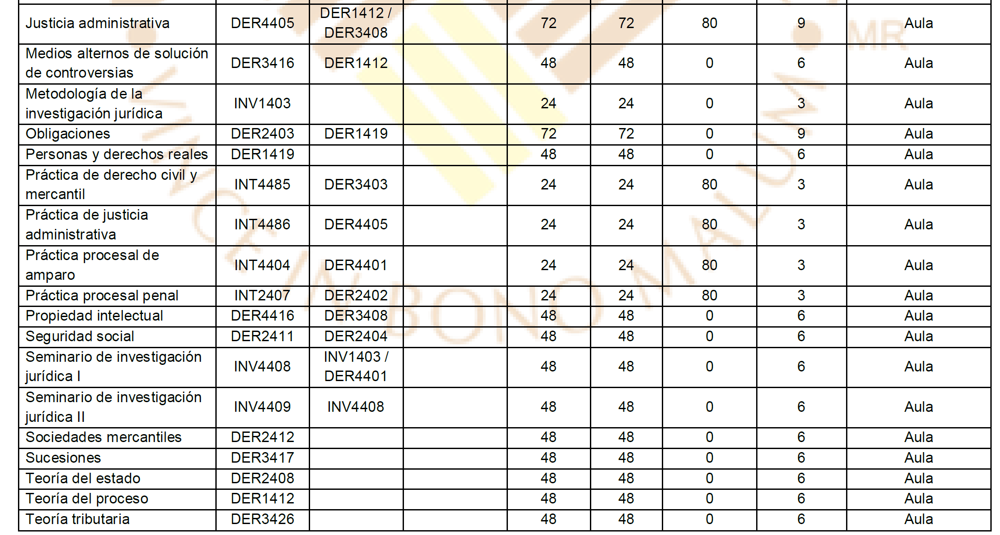 Justicia administrativa DER4405 DER1412 / DER3408 72 72 80 9 Aula
Medios alternos de solución de controversias DER3416 DER1412 48 48 0 6 Aula
Metodología de la investigación jurídica INV1403 24 24 0 3 Aula
Obligaciones DER2403 DER1419 72 72 0 9 Aula
Personas y derechos reales DER1419 48 48 0 6 Aula
Práctica de derecho civil y mercantil INT4485 DER3403 24 24 80 3 Aula
Práctica de justicia administrativa INT4486 DER4405 24 24 80 3 Aula
Práctica procesal de amparo INT4404 DER4401 24 24 80 3 Aula
Práctica procesal penal INT2407 DER2402 24 24 80 3 Aula
Propiedad intelectual DER4416 DER3408 48 48 0 6 Aula
Seguridad social DER2411 DER2404 48 48 0 6 Aula
Seminario de investigación jurídica I INV4408 INV1403 / DER4401 48 48 0 6 Aula
Seminario de investigación jurídica II INV4409 INV4408 48 48 0 6 Aula
Sociedades mercantiles DER2412 48 48 0 6 Aula
Sucesiones DER3417 48 48 0 6 Aula
Teoría del estado DER2408 48 48 0 6 Aula
Teoría del proceso DER1412 48 48 0 6 Aula
Teoría tributaria DER3426 48 48 0 6 Aula
VINCE IN BONO MALUM
MR